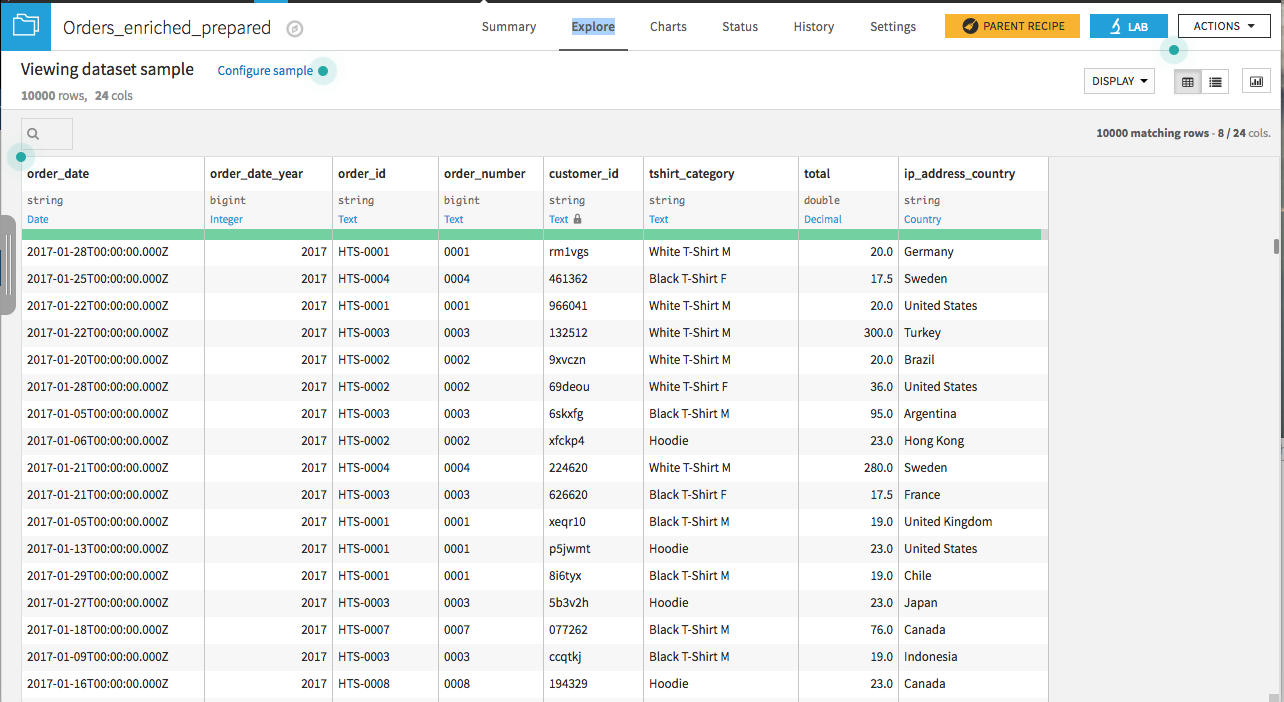 Orders_enriched_prepared Summary Explore Charts Status History Settings PARENT RECIPE LAB ACTIONS
Viewing dataset sample Configure sample DISPLAY
10000 rows, 24 cols
10000 matching rows - 8 / 24 cols.
order_date order_date_year order_id order_number customer_id tshirt_category total ip_address_country
string bigint string bigint string string double string
Date Integer Text Text Text Text Decimal Country
2017-01-28T00:00:00.000Z 2017 HTS-0001 0001 rm1vgs White T-Shirt M 20.0 Germany
2017-01-25T00:00:00.000Z 2017 HTS-0004 0004 461362 Black T-Shirt F 17.5 Sweden
2017-01-22T00:00:00.000Z 2017 HTS-0001 0001 966041 White T-Shirt M 20.0 United States
2017-01-22T00:00:00.000Z 2017 HTS-0003 0003 132512 White T-Shirt M 300.0 Turkey
2017-01-20T00:00:00.000Z 2017 HTS-0002 0002 9xvczn White T-Shirt M 20.0 Brazil
2017-01-28T00:00:00.000Z 2017 HTS-0002 0002 69deou White T-Shirt F 36.0 United States
2017-01-05T00:00:00.000Z 2017 HTS-0003 0003 6skxfg Black T-Shirt M 95.0 Argentina
2017-01-06T00:00:00.000Z 2017 HTS-0002 0002 xfckp4 Hoodie 23.0 Hong Kong
2017-01-21T00:00:00.000Z 2017 HTS-0004 0004 224620 White T-Shirt M 280.0 Sweden
2017-01-21T00:00:00.000Z 2017 HTS-0003 0003 626620 Black T-Shirt F 17.5 France
2017-01-05T00:00:00.000Z 2017 HTS-0001 0001 xeqr10 Black T-Shirt M 19.0 United Kingdom
2017-01-13T00:00:00.000Z 2017 HTS-0001 0001 p5jwmt Hoodie 23.0 United States
2017-01-29T00:00:00.000Z 2017 HTS-0001 0001 8i6tyx Black T-Shirt M 19.0 Chile
2017-01-27T00:00:00.000Z 2017 HTS-0003 0003 5b3v2h Hoodie 23.0 Japan
2017-01-18T00:00:00.000Z 2017 HTS-0007 0007 077262 Black T-Shirt M 76.0 Canada
2017-01-09T00:00:00.000Z 2017 HTS-0003 0003 ccqtkj Black T-Shirt M 19.0 Indonesia
2017-01-16T00:00:00.000Z 2017 HTS-0008 0008 194329 Hoodie 23.0 Canada